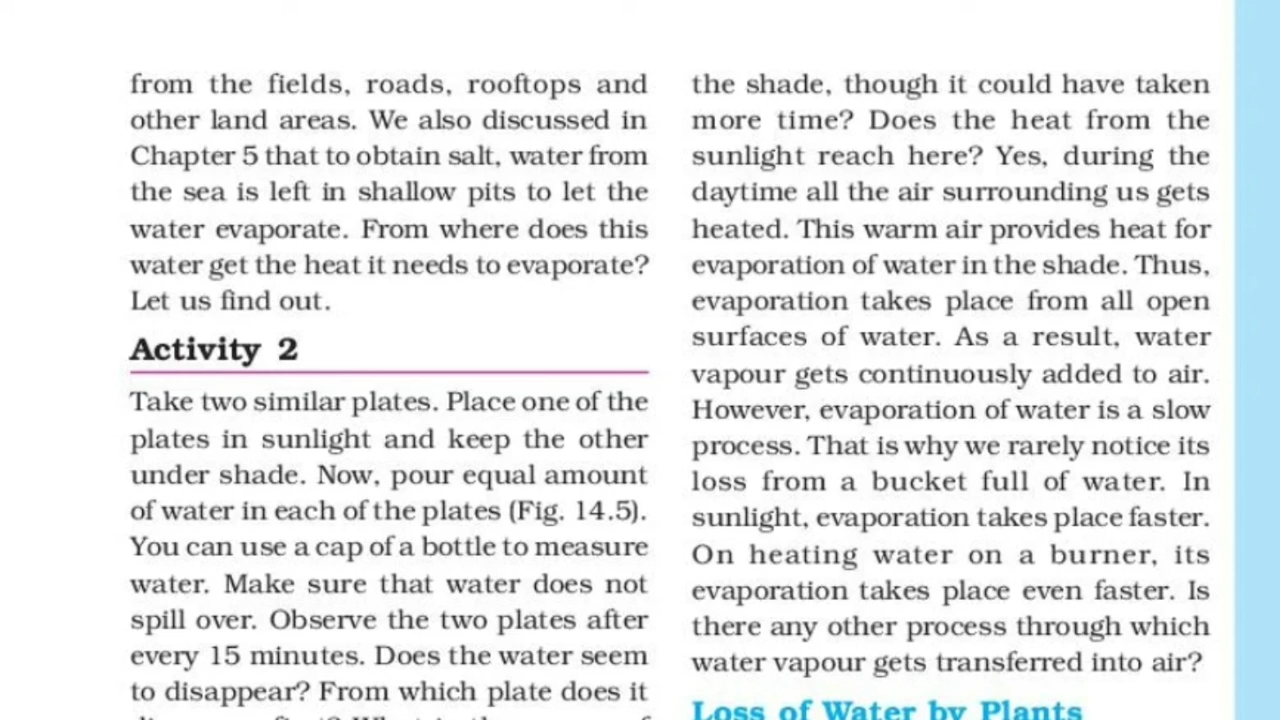 from the fields, roads, rooftops and
other land areas. We also discussed in
Chapter 5 that to obtain salt, water from
the sea is left in shallow pits to let the
water evaporate. From where does this
water get the heat it needs to evaporate?
Let us find out.
Activity 2
Take two similar plates. Place one of the
plates in sunlight and keep the other
under shade. Now, pour equal amount
of water in each of the plates (Fig. 14.5).
You can use a cap of a bottle to measure
water. Make sure that water does not
spill over. Observe the two plates after
every 15 minutes. Does the water seem
to disappear? From which plate does it
the shade, though it could have taken
more time? Does the heat from the
sunlight reach here? Yes, during the
daytime all the air surrounding us gets
heated. This warm air provides heat for
evaporation of water in the shade. Thus,
evaporation takes place from all open
surfaces of water. As a result, water
vapour gets continuously added to air.
However, evaporation of water is a slow
process. That is why we rarely notice its
loss from a bucket full of water. In
sunlight, evaporation takes place faster.
On heating water on a burner, its
evaporation takes place even faster. Is
there any other process through which
water vapour gets transferred into air?
Loss of Water by Plants